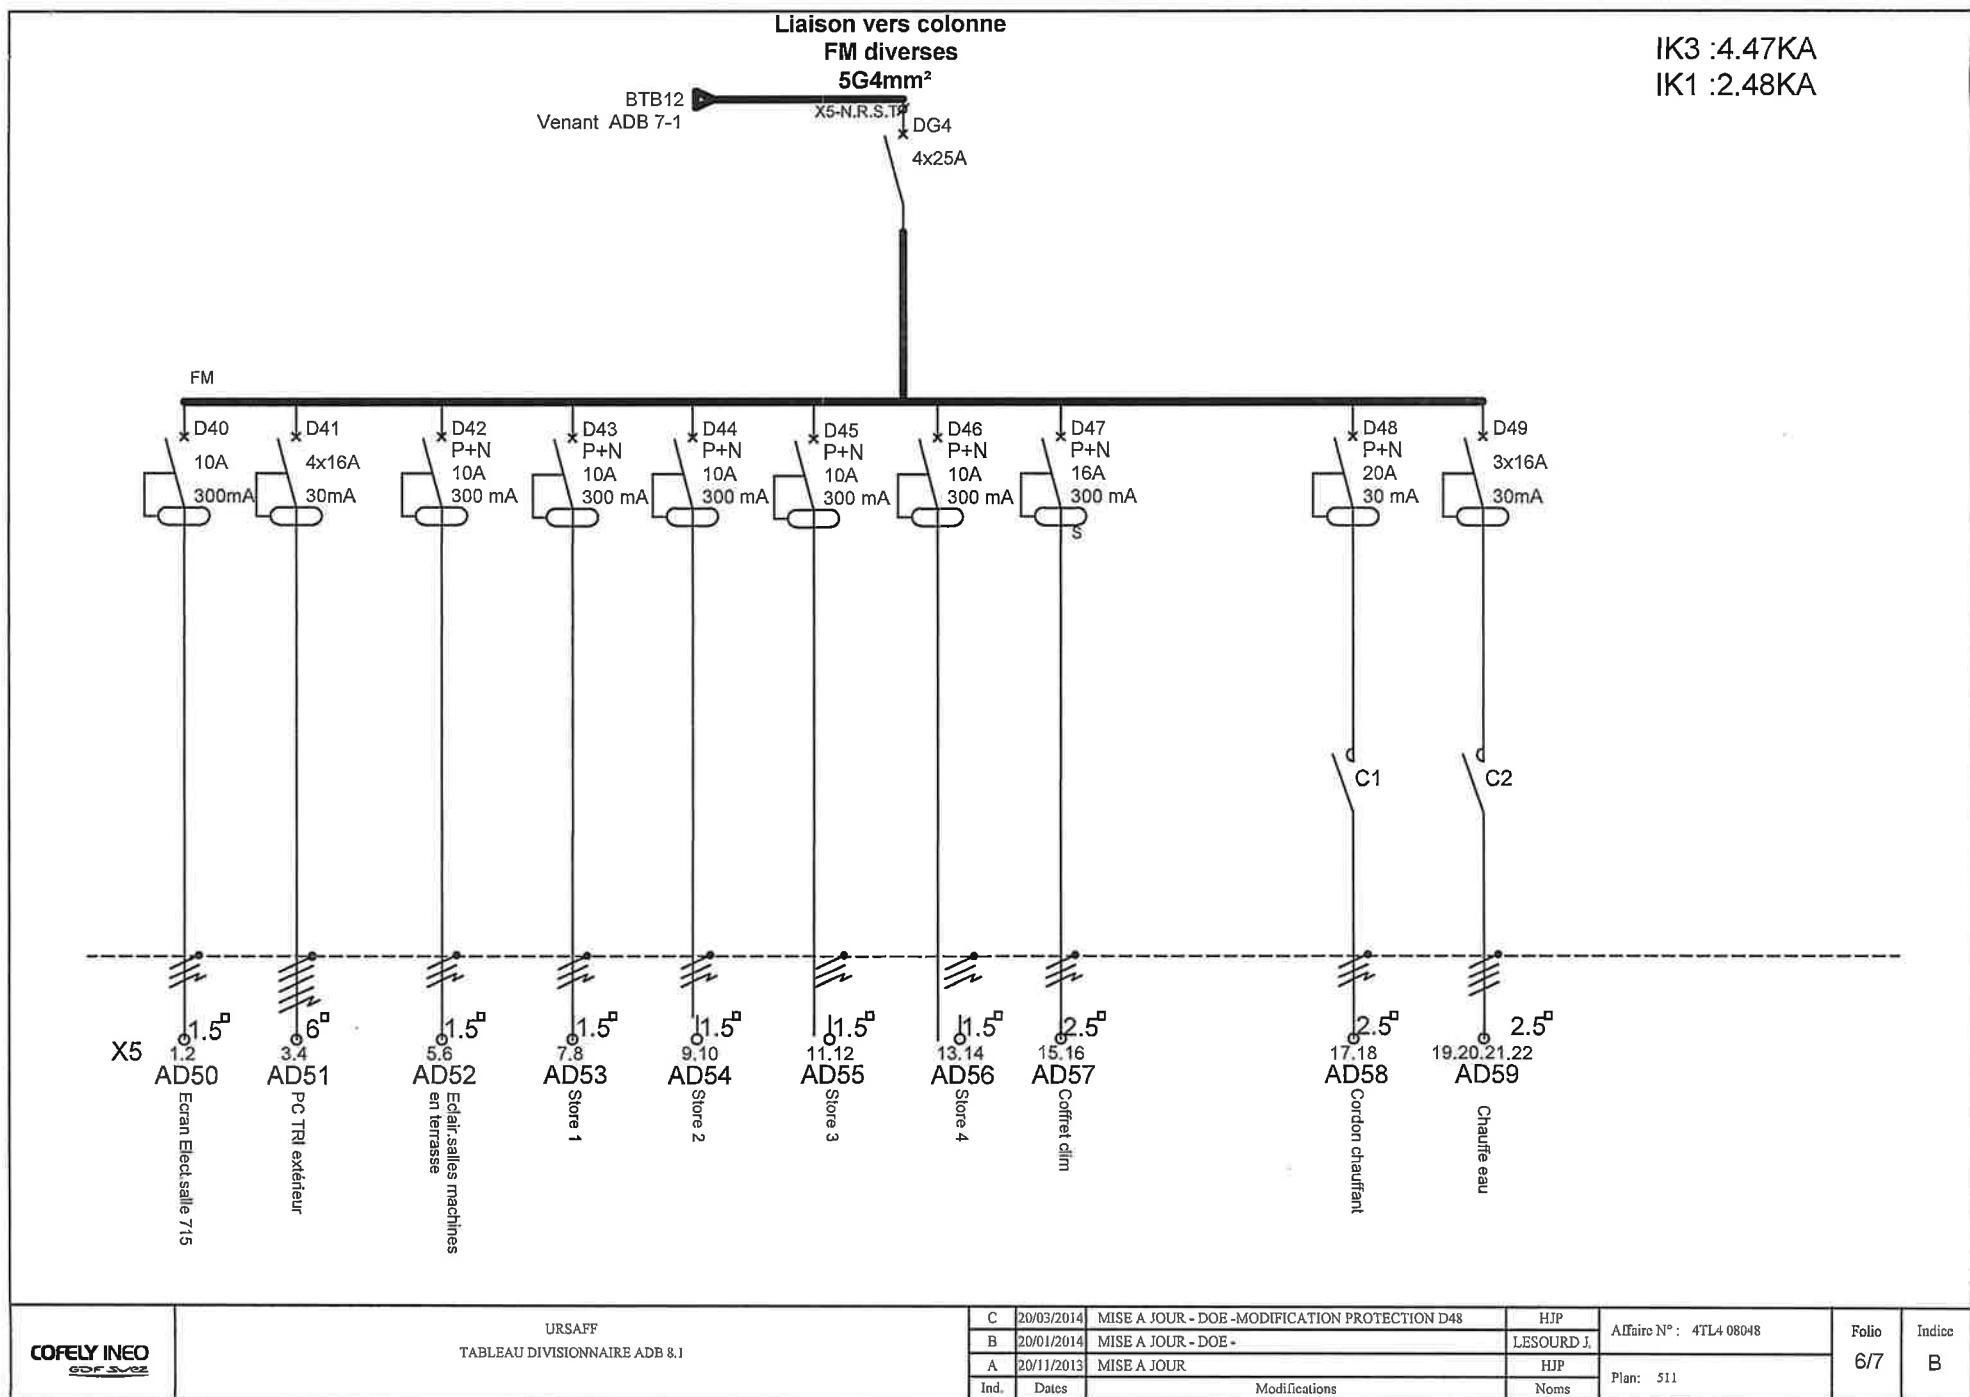 Liaison vers colonne
FM diverses
5G4mm²
IK3 :4.47KA
IK1 :2.48KA
BTB12
Venant ADB 7-1
X5-N.R.S.T
DG4
4x25A
FM
D40
10A
300mA
D41
4x16A
30mA
D42
P+N
10A
300 mA
D43
P+N
10A
300 mA
D44
P+N
10A
300 mA
D45
P+N
10A
300 mA
D46
P+N
10A
300 mA
D47
P+N
16A
300 mA
S
D48
P+N
20A
30 mA
D49
3x16A
30mA
C1
C2
X5
1.5
1.2
AD50
Ecran Elect.salle 715
6
3.4
AD51
PC TRI extérieur
1.5
5.6
AD52
Eclair.salles machines
en terrasse
1.5
7.8
AD53
Store 1
1.5
9.10
AD54
Store 2
1.5
11.12
AD55
Store 3
1.5
13.14
AD56
Store 4
2.5
15.16
AD57
Coffret clim
2.5
17.18
AD58
Cordon chauffant
2.5
19.20.21.22
AD59
Chauffe eau
COFELY INEO
GDF SUEZ
URSAFF
TABLEAU DIVISIONNAIRE ADB 8.1
C 20/03/2014 MISE A JOUR - DOE -MODIFICATION PROTECTION D48 HJP
B 20/01/2014 MISE A JOUR - DOE - LESOURD J.
A 20/11/2013 MISE A JOUR HJP
Ind. Dates Modifications Noms
Affaire N° : 4TL4 08048
Plan: 511
Folio
6/7
Indice
B